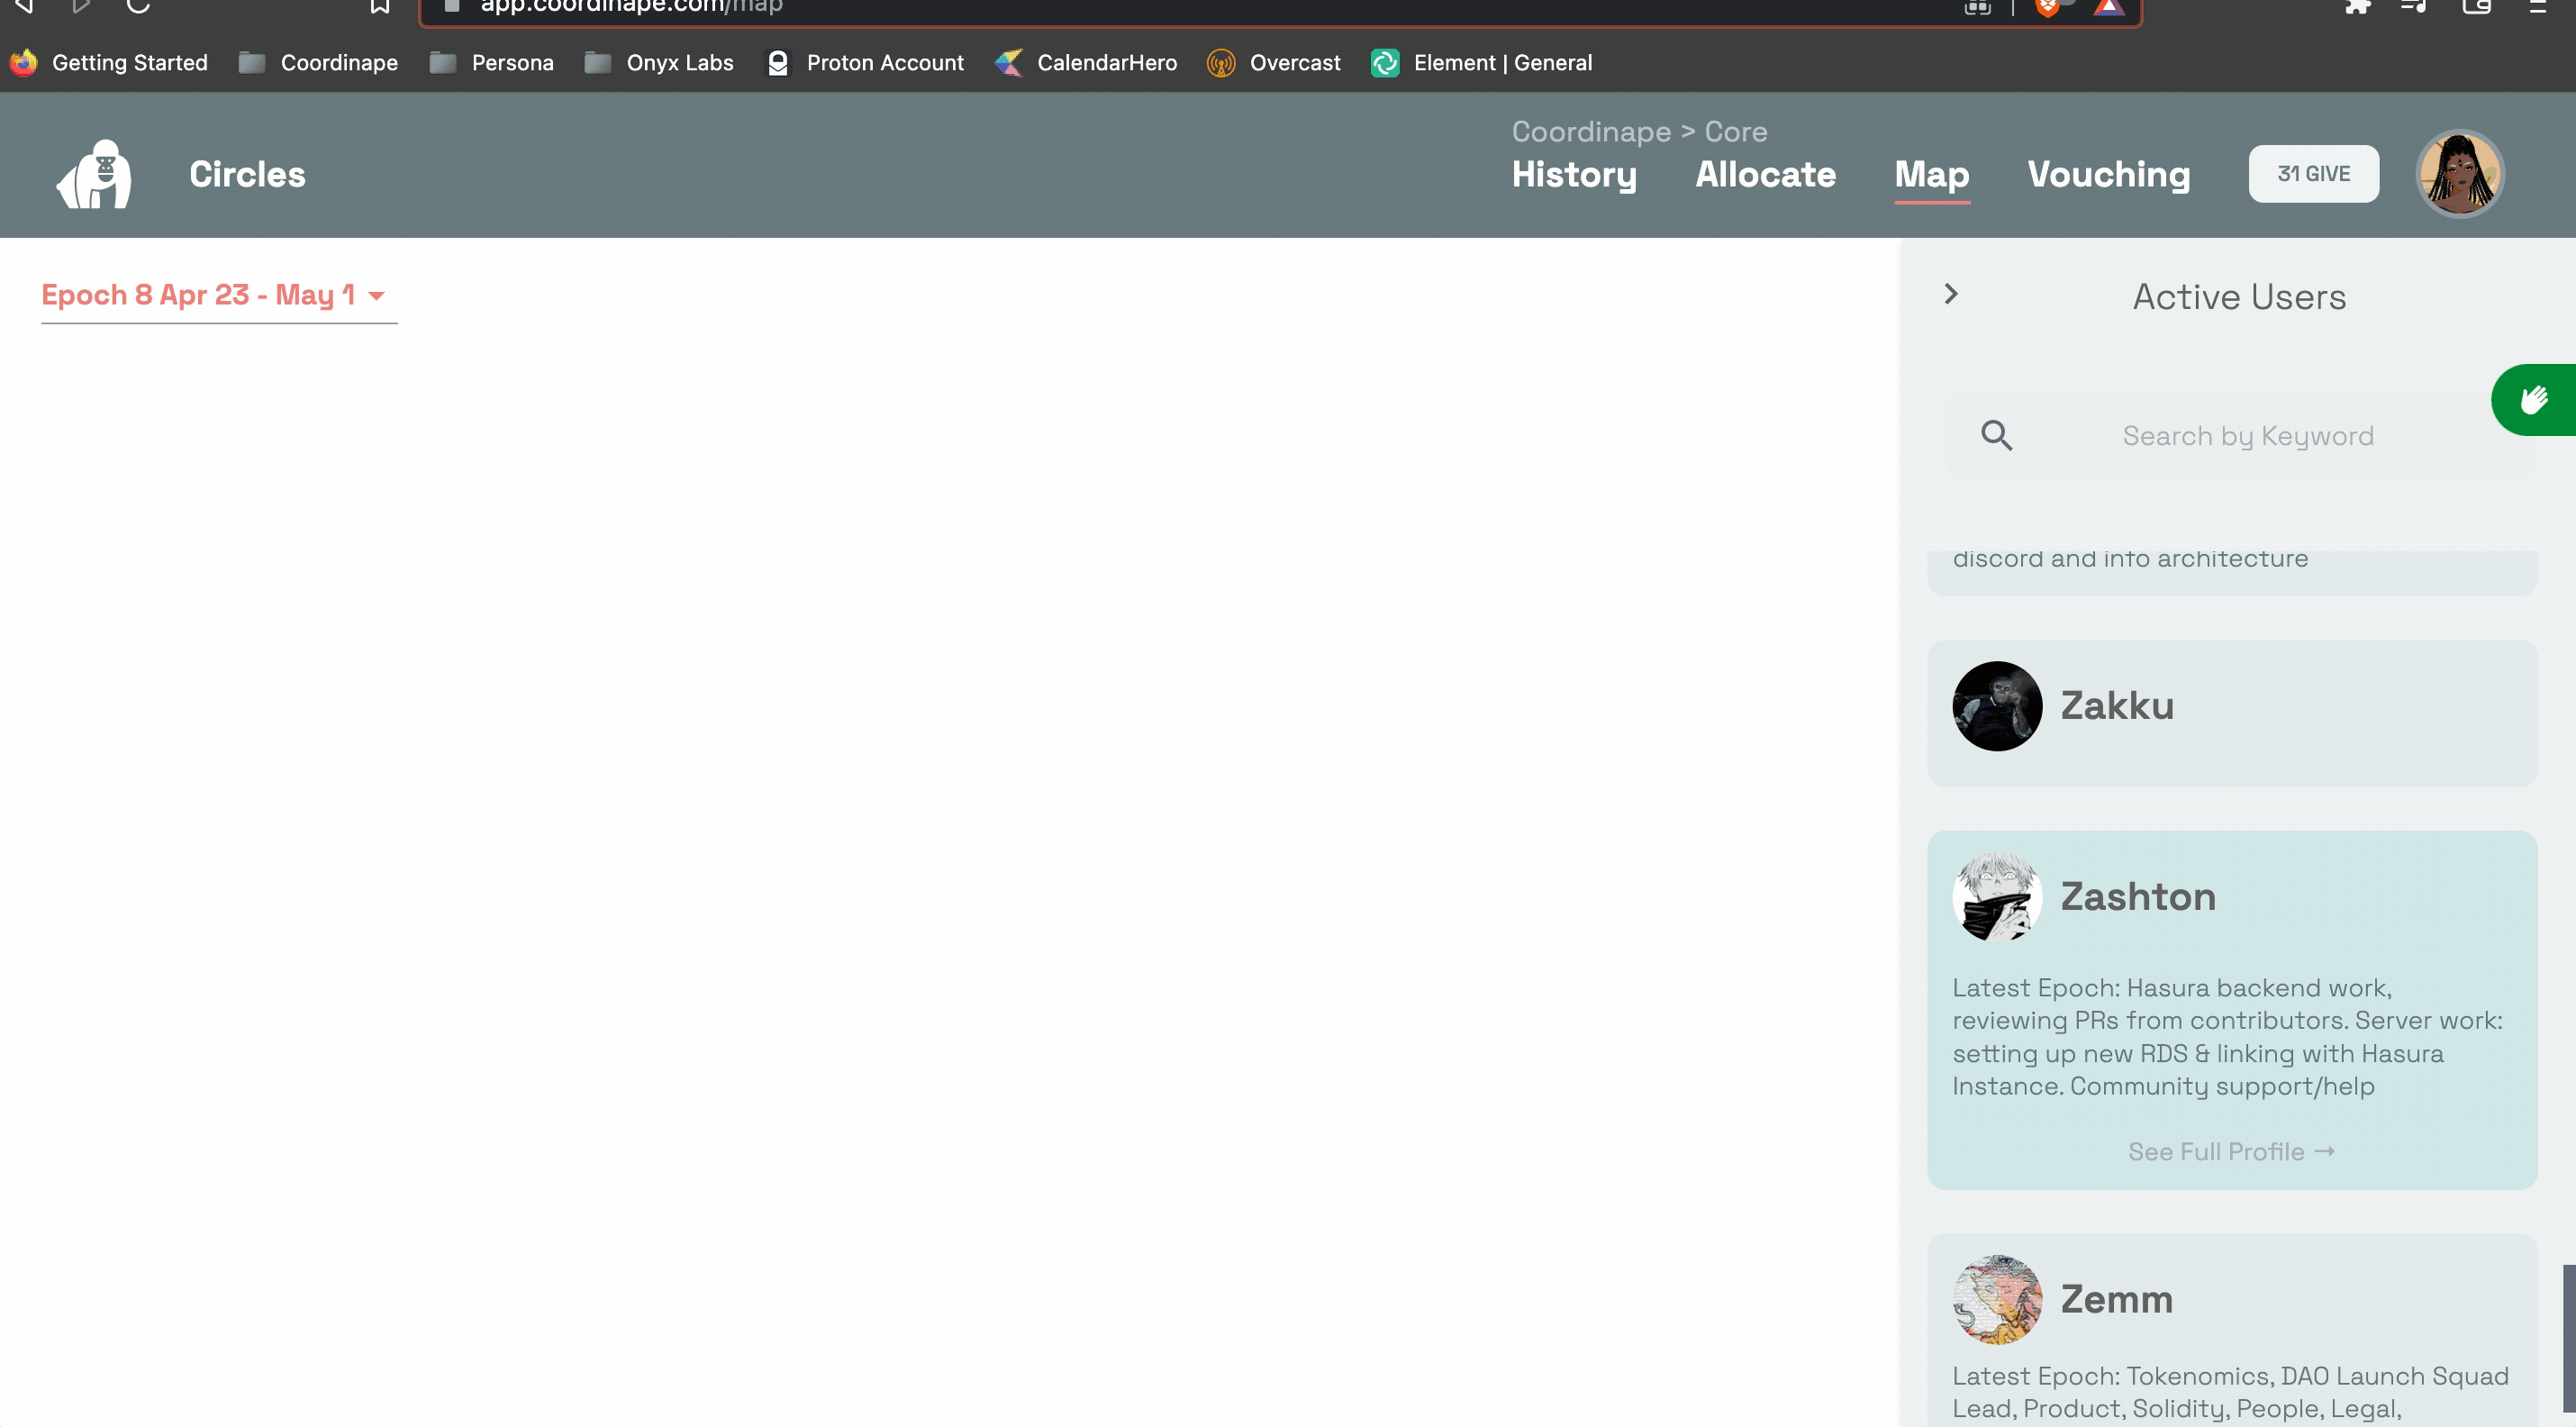 app.coordinape.com/map
Getting Started
Coordinape
Persona
Onyx Labs
Proton Account
CalendarHero
Overcast
Element | General
Circles
Coordinape > Core
History
Allocate
Map
Vouching
31 GIVE
Epoch 8 Apr 23 - May 1
Active Users
Search by Keyword
discord and info architecture
Zakku
Zashton
Latest Epoch: Hasura backend work,
reviewing PRs from contributors. Server work:
setting up new RDS & linking with Hasura
Instance. Community support/help
See Full Profile →
Zemm
Latest Epoch: Tokenomics, DAO Launch Squad
Lead, Product, Solidity, People, Legal,